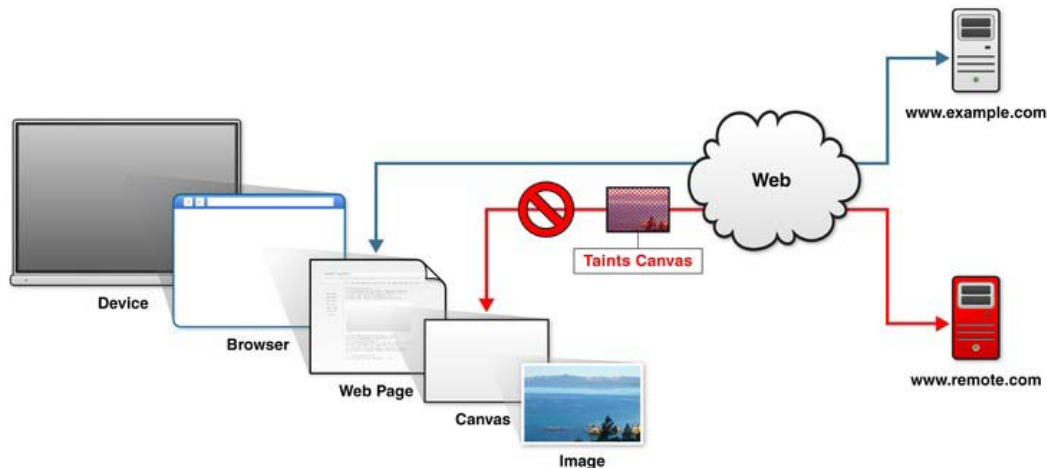 www.example.com
Web
Taints Canvas
Device
Browser
www.remote.com
Web Page
Canvas
Image